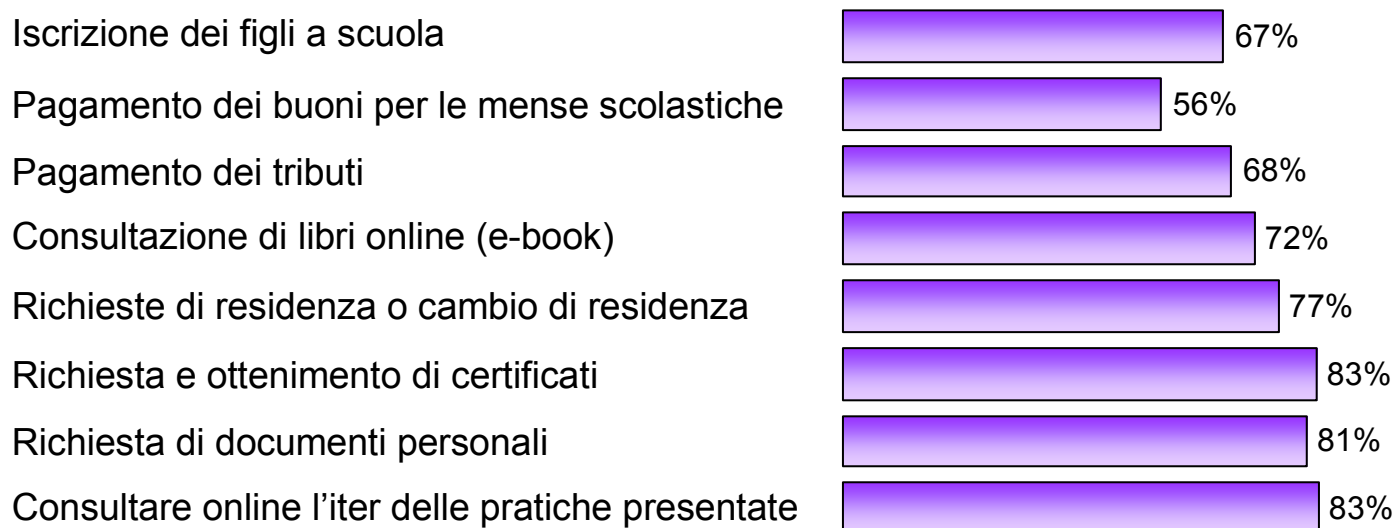 Iscrizione dei figli a scuola 67%
Pagamento dei buoni per le mense scolastiche 56%
Pagamento dei tributi 68%
Consultazione di libri online (e-book) 72%
Richieste di residenza o cambio di residenza 77%
Richiesta e ottenimento di certificati 83%
Richiesta di documenti personali 81%
Consultare online l’iter delle pratiche presentate 83%